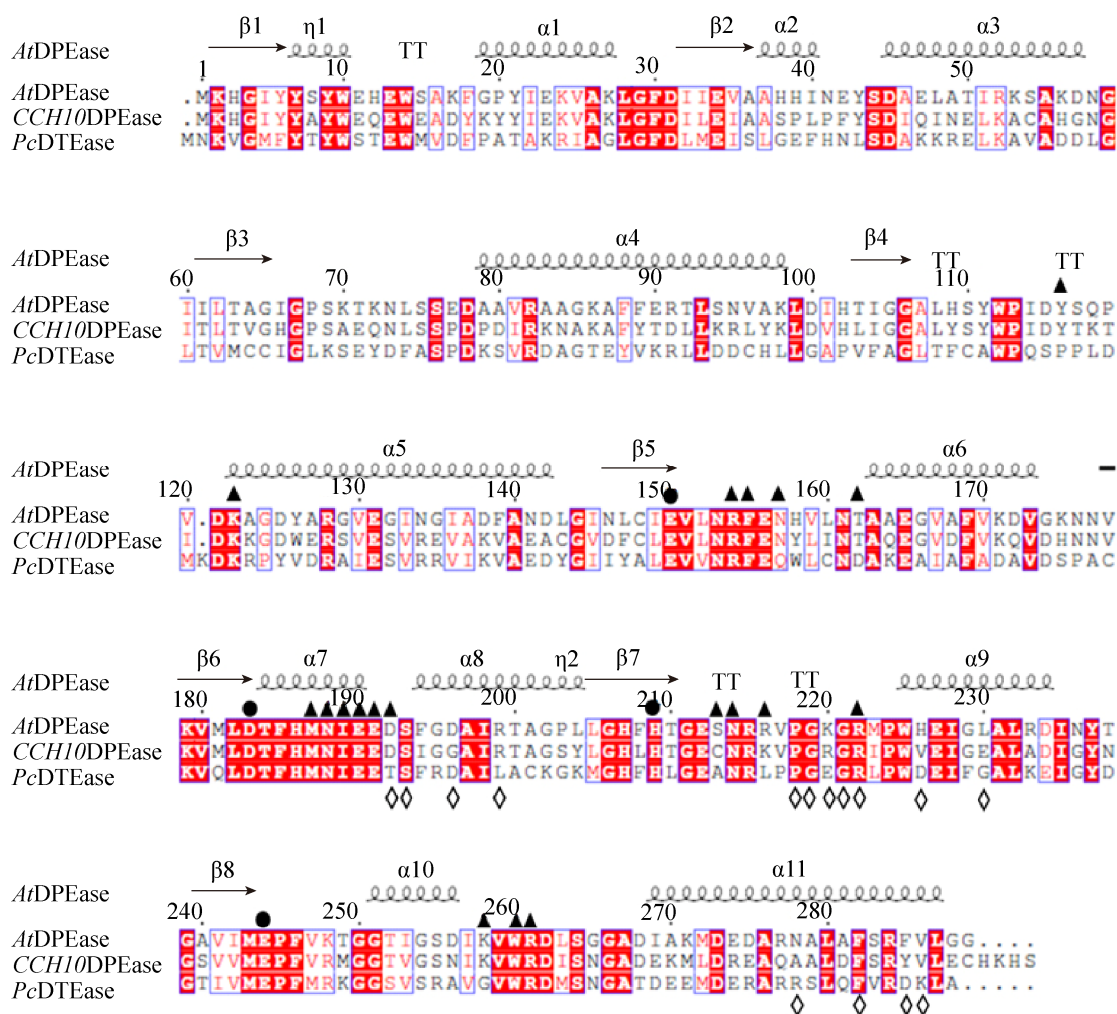 β1 η1 TT α1 β2 α2 α3
AtDPEase
1 10 20 30 40 50
AtDPEase .MKHGIYYSYWEHEWSAKFGPYIEKVAKLGFDIIEVAAHHINEYSDAELATIRKSAKDNG
CCH10DPEase .MKHGIYYAYWEQEWEADYKYYIEKVAKLGFDILEIAASPLPFYSDIQINELKACAHGNG
PcDTEase MNKVGMFYTYWSTEWMVDFPATAKRIAGLGFDLMEISLGEFHNLSDAKKRELKAVADDLG
β3 α4 β4 TT TT
AtDPEase
60 70 80 90 100 110
AtDPEase IILTAGIGPSKTKNLSSEDAAVRAAGKAFFERTLSNVAKLDIHTIGGALHSYWPIDYSQP
CCH10DPEase ITLTVGHGPSAEQNLSSPDPDIRKNAKAFYTDLLKRLYKLDVHLIGGALYSYWPIDYTKT
PcDTEase LTVMCCIGLKSEYDFASPDKSVRDAGTEYVKRLLDDCHLLGAPVFAGLTFCAWPQSPPLD
α5 β5 α6
AtDPEase
120 130 140 150 160 170
AtDPEase V.DKAGDYARGVEGINGIADFANDLGINLCIEVLNRFENHVLNTAAEGVAFVKDVGKNNV
CCH10DPEase I.DKKGDWERSVESVREVAKVAEACGVDFCLEVLNRFENYLINTAQEGVDFVKQVDHNNV
PcDTEase MKDKRPYVDRAIESVRRVIKVAEDYGIIYALEVVNRFEQWLCNDAKEAIAFADAVDSPAC
β6 α7 α8 η2 β7 TT TT α9
AtDPEase
180 190 200 210 220 230
AtDPEase KVMLDTFHMNIEEDSFGDAIRTAGPLLGHFHTGESNRRVPGKGRMPWHEIGLALRDINYT
CCH10DPEase KVMLDTFHMNIEEDSIGGAIRTAGSYLGHFHTGECNRKVPGRGRIPWVEIGEALADIGYN
PcDTEase KVQLDTFHMNIEETSFRDAILACKGKMGHFHLGEANRLPPGEGRLPWDEIFGALKEIGYD
β8 α10 α11
AtDPEase
240 250 260 270 280
AtDPEase GAVIMEPFVKTGGTIGSDIKVWRDLSGGADIAKMDEDARNALAFSRFVLGG....
CCH10DPEase GSVVMEPFVRMGGTVGSNIKVWRDISNGADEKMLDREAQAALDFSRYVLECHKHS
PcDTEase GTIVMEPFMRKGGSVSRAVGVWRDMSNGATDEEMDERARRSLQFVRDKLA.....